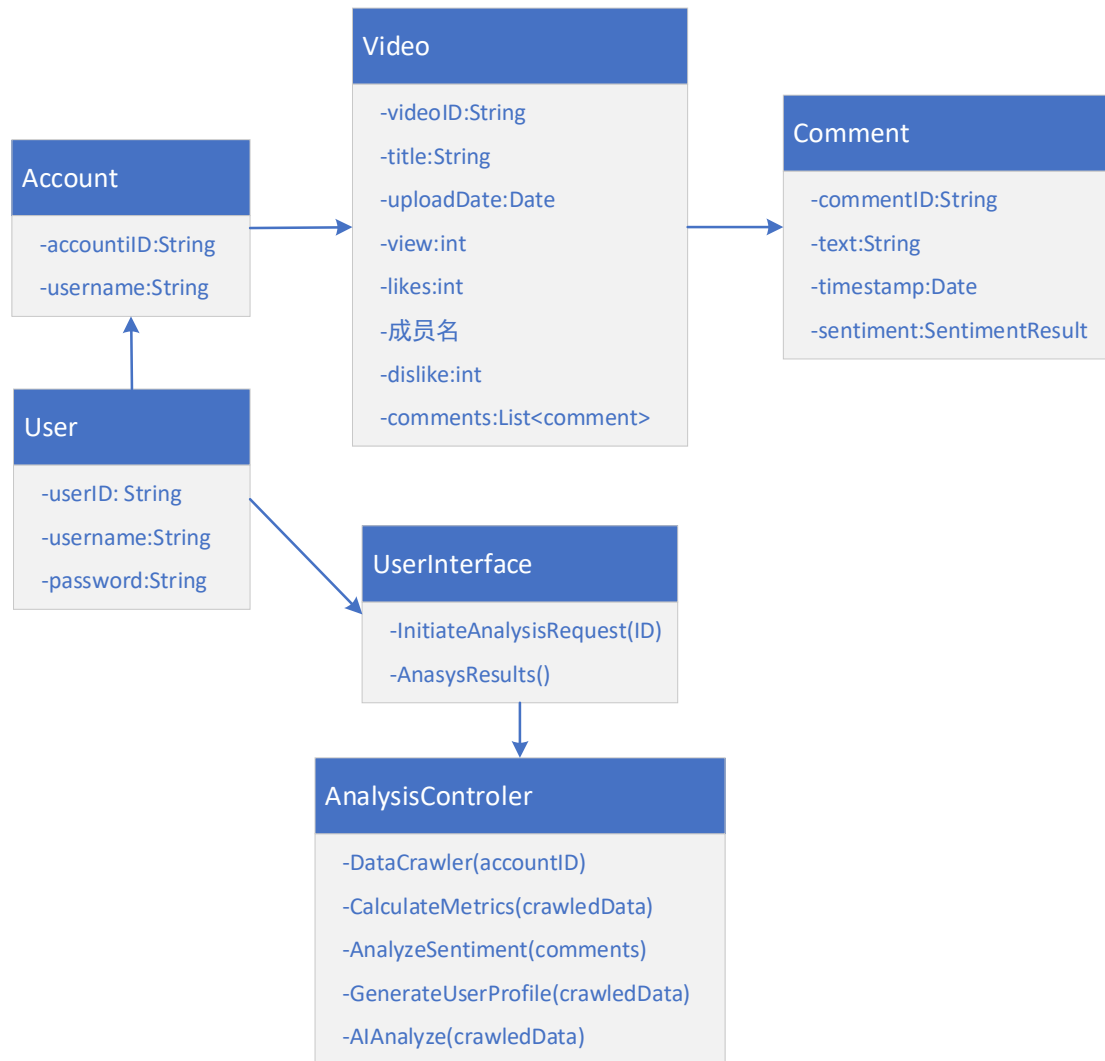 Video
-videoID:String
-title:String
-uploadDate:Date
-view:int
-likes:int
-成员名
-dislike:int
-comments:List<comment>
Comment
-commentID:String
-text:String
-timestamp:Date
-sentiment:SentimentResult
Account
-accountiID:String
-username:String
User
-userID: String
-username:String
-password:String
UserInterface
-InitiateAnalysisRequest(ID)
-AnasysResults()
AnalysisControler
-DataCrawler(accountID)
-CalculateMetrics(crawledData)
-AnalyzeSentiment(comments)
-GenerateUserProfile(crawledData)
-AIAnalyze(crawledData)